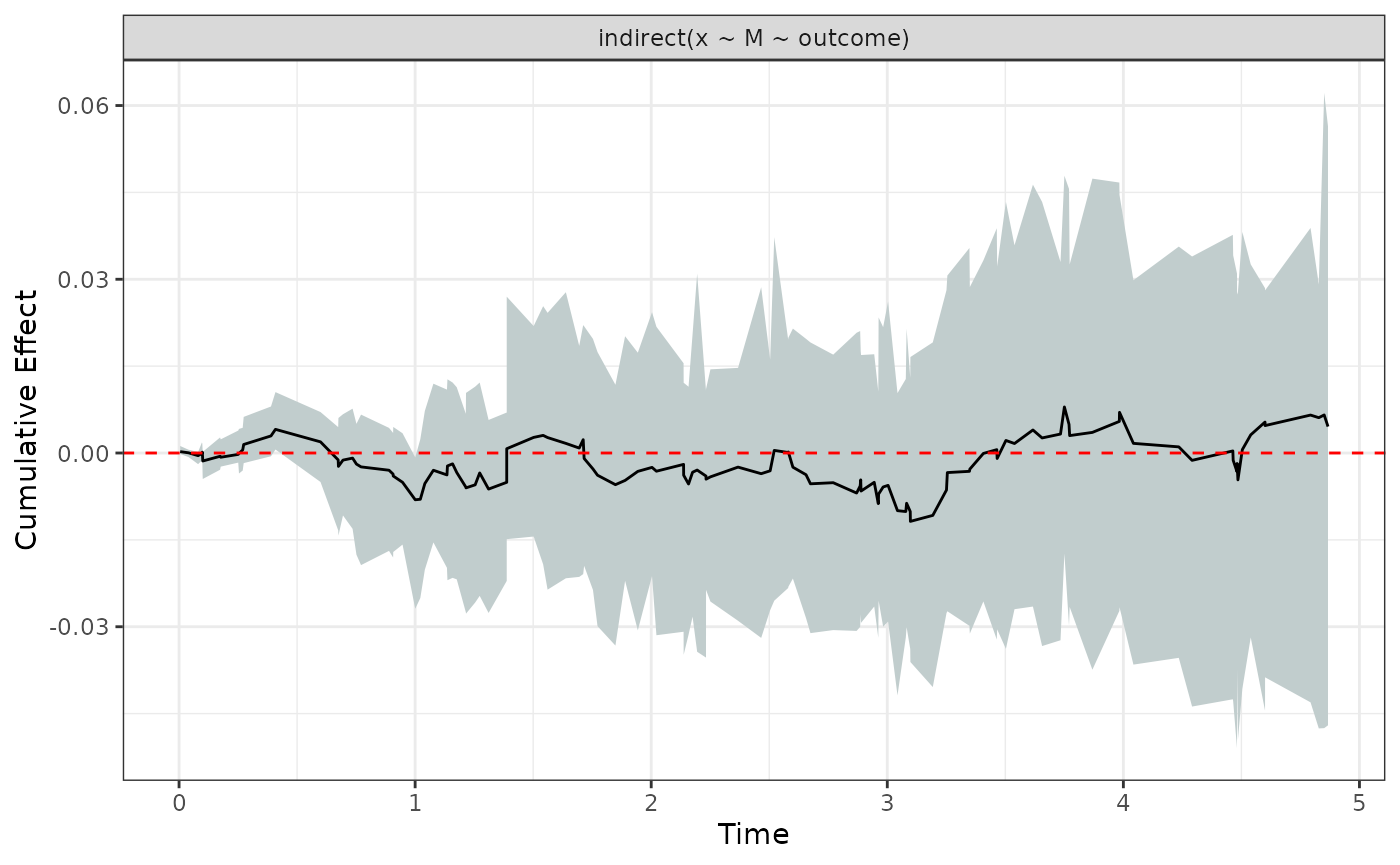 indirect(x ~ M ~ outcome)
0.06
0.03
0.00
-0.03
Cumulative Effect
0 1 2 3 4 5
Time